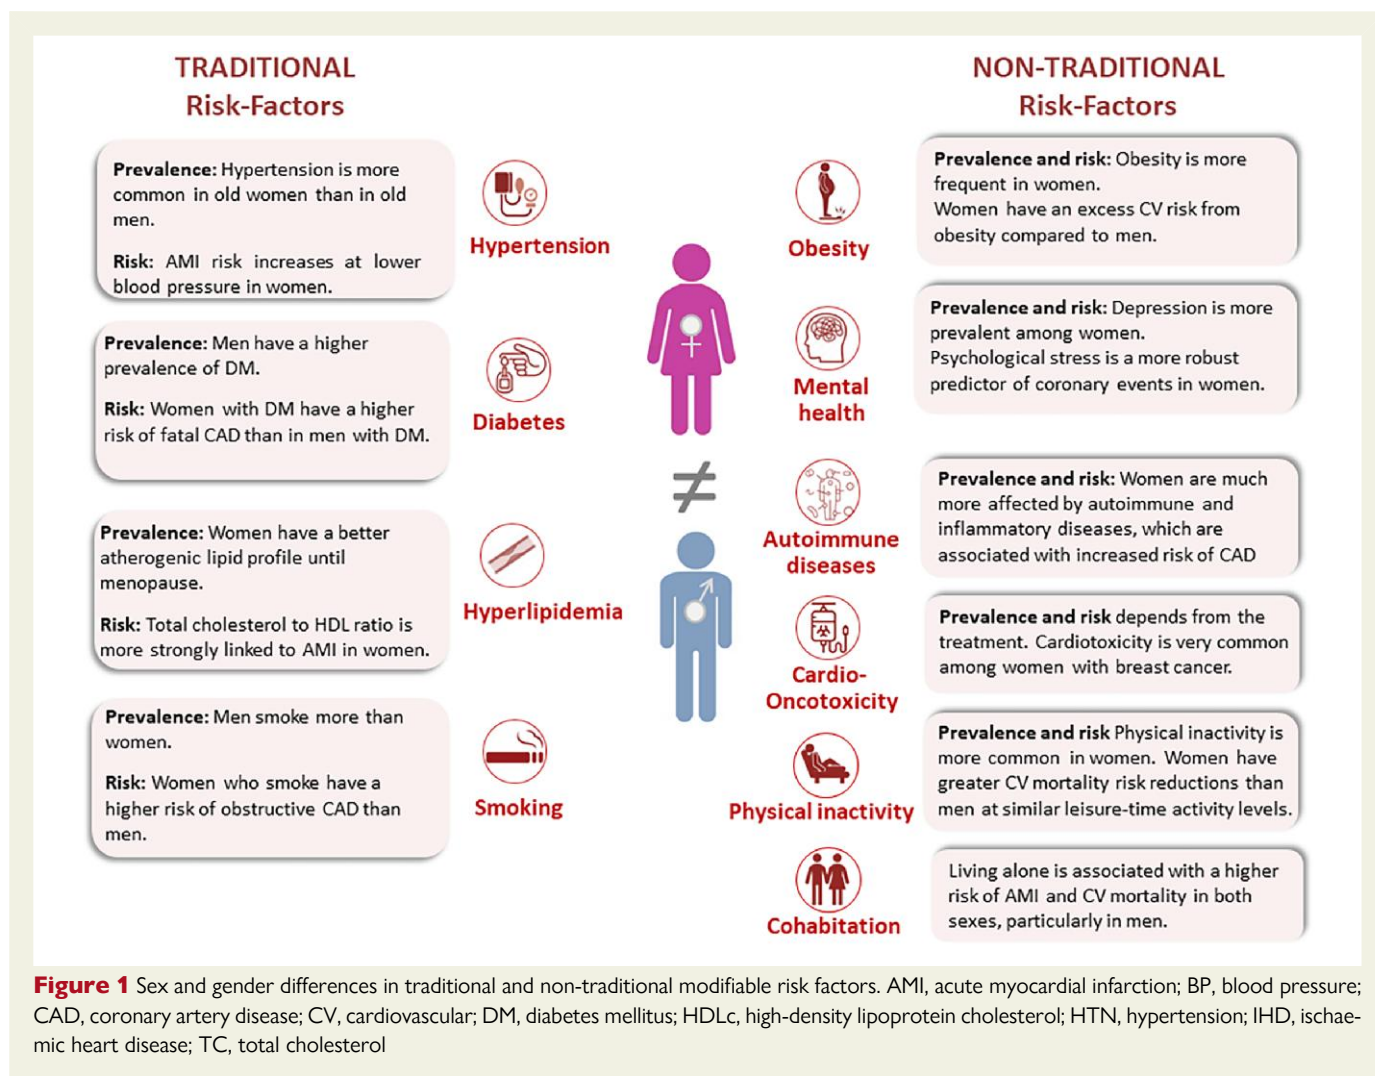 TRADITIONAL
Risk-Factors
Prevalence: Hypertension is more
common in old women than in old
men.
Risk: AMI risk increases at lower
blood pressure in women.
Hypertension
Prevalence: Men have a higher
prevalence of DM.
Risk: Women with DM have a higher
risk of fatal CAD than in men with DM.
Diabetes
Prevalence: Women have a better
atherogenic lipid profile until
menopause.
Risk: Total cholesterol to HDL ratio is
more strongly linked to AMI in women.
Hyperlipidemia
Prevalence: Men smoke more than
women.
Risk: Women who smoke have a
higher risk of obstructive CAD than
men.
Smoking
≠
NON-TRADITIONAL
Risk-Factors
Obesity
Prevalence and risk: Obesity is more
frequent in women.
Women have an excess CV risk from
obesity compared to men.
Mental
health
Prevalence and risk: Depression is more
prevalent among women.
Psychological stress is a more robust
predictor of coronary events in women.
Autoimmune
diseases
Prevalence and risk: Women are much
more affected by autoimmune and
inflammatory diseases, which are
associated with increased risk of CAD
Cardio-
Oncotoxicity
Prevalence and risk depends from the
treatment. Cardiotoxicity is very common
among women with breast cancer.
Physical inactivity
Prevalence and risk Physical inactivity is
more common in women. Women have
greater CV mortality risk reductions than
men at similar leisure-time activity levels.
Cohabitation
Living alone is associated with a higher
risk of AMI and CV mortality in both
sexes, particularly in men.
Figure 1 Sex and gender differences in traditional and non-traditional modifiable risk factors. AMI, acute myocardial infarction; BP, blood pressure;
CAD, coronary artery disease; CV, cardiovascular; DM, diabetes mellitus; HDLc, high-density lipoprotein cholesterol; HTN, hypertension; IHD, ischae-
mic heart disease; TC, total cholesterol